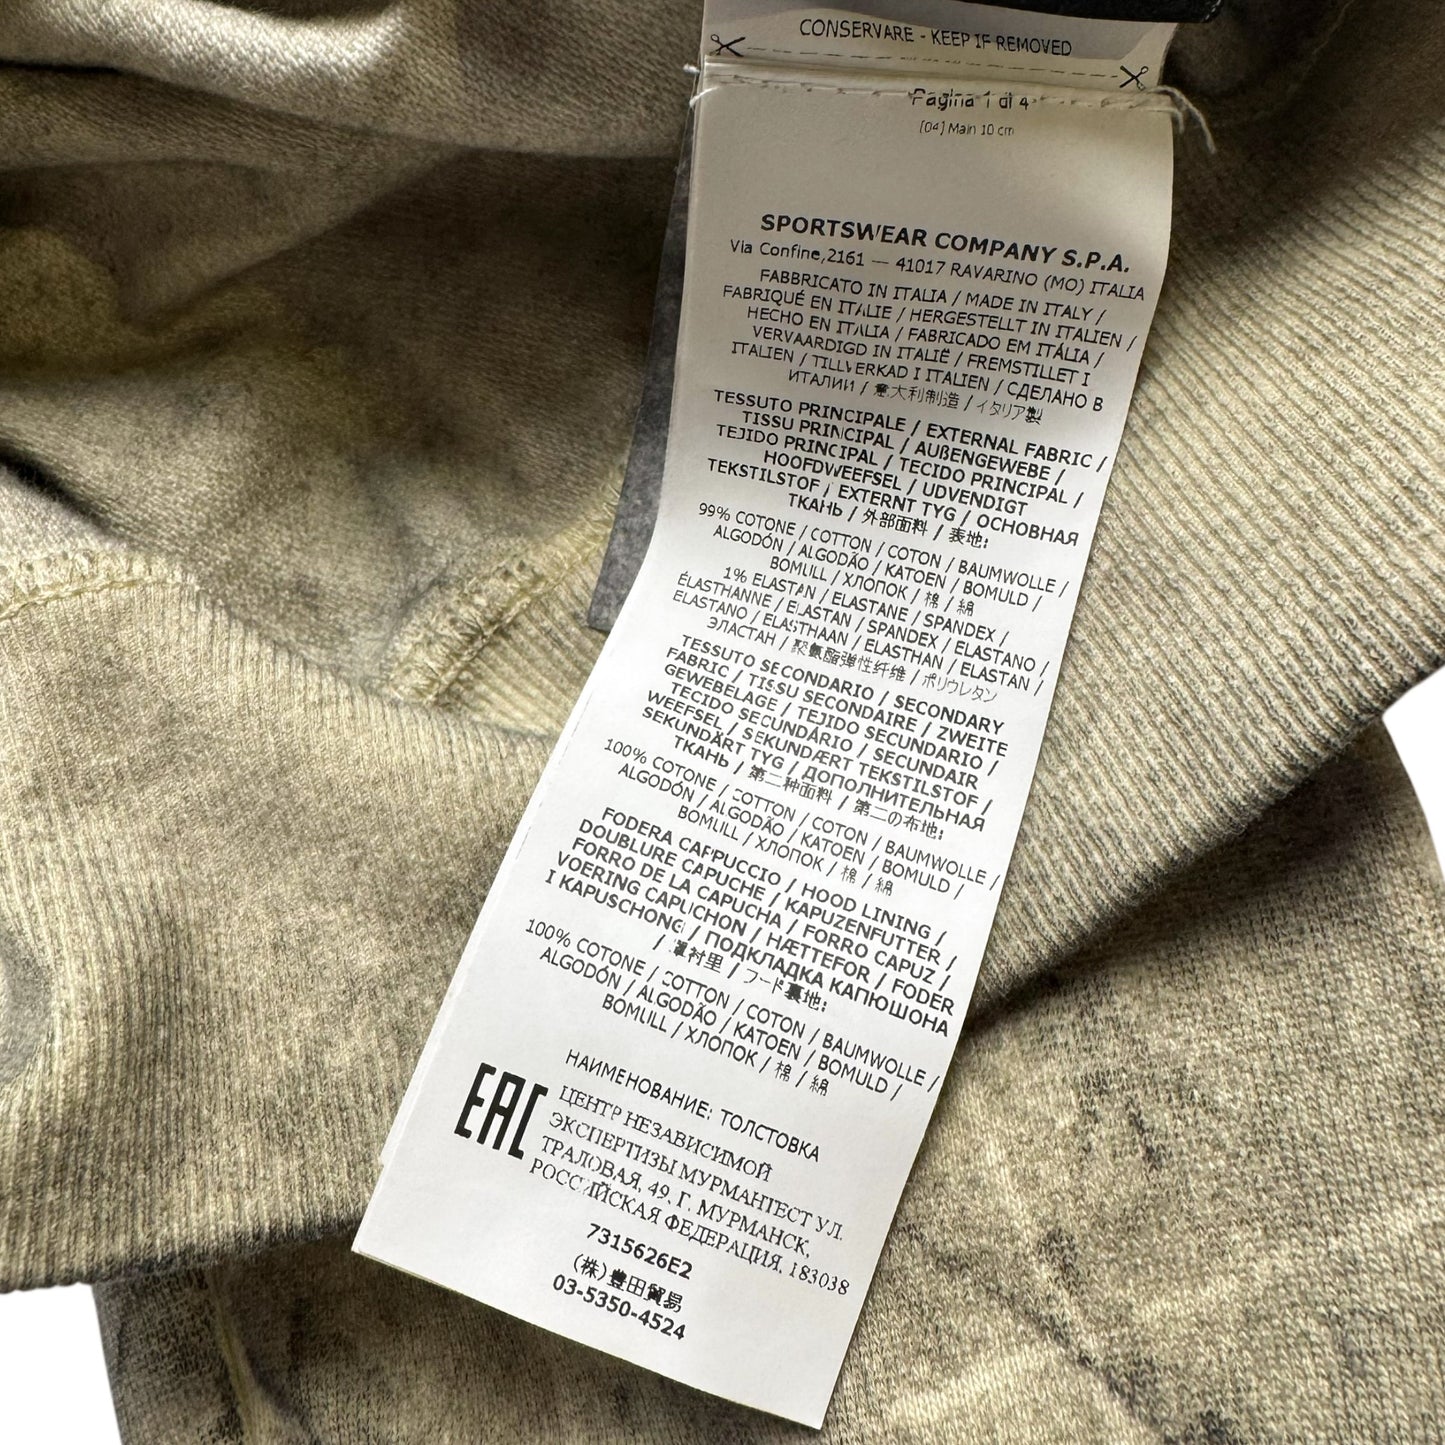 CONSERVARE - KEEP IF REMOVED
Pagina 1 di 4
[04] Main 10 cm
SPORTSWEAR COMPANY S.P.A.
Via Confine,2161 — 41017 RAVARINO (MO) ITALIA
FABBRICATO IN ITALIA / MADE IN ITALY /
FABRIQUÉ EN ITALIE / HERGESTELLT IN ITALIEN /
HECHO EN ITALIA / FABRICADO EM ITÁLIA /
VERVAARDIGD IN ITALIË / FREMSTILLET I
ITALIEN / TILLVERKAD I ITALIEN / СДЕЛАНО В
ИТАЛИИ / 意大利制造 / イタリア製
TESSUTO PRINCIPALE / EXTERNAL FABRIC /
TISSU PRINCIPAL / AUßENGEWEBE /
TEJIDO PRINCIPAL / TECIDO PRINCIPAL /
HOOFDWEEFSEL / UDVENDIGT
TEKSTILSTOF / EXTERNT TYG / ОСНОВНАЯ
ТКАНЬ / 外部面料 / 表地:
99% COTONE / COTTON / COTON / BAUMWOLLE /
ALGODÓN / ALGODÃO / KATOEN / BOMULD /
BOMULL / ХЛОПОК / 棉 / 綿
1% ELASTAN / ELASTANE / SPANDEX /
ÉLASTHANNE / ELASTAN / SPANDEX / ELASTANO /
ELASTANO / ELASTHAAN / ELASTHAN / ELASTAN /
ЭЛАСТАН / 聚氨酯弹性纤维 / ポリウレタン
TESSUTO SECONDARIO / SECONDARY
FABRIC / TISSU SECONDAIRE / ZWEITE
GEWEBELAGE / TEJIDO SECUNDARIO /
TECIDO SECUNDÁRIO / SECUNDAIR
WEEFSEL / SEKUNDÆRT TEKSTILSTOF /
SEKUNDÄRT TYG / ДОПОЛНИТЕЛЬНАЯ
ТКАНЬ / 第二种面料 / 第二の布地:
100% COTONE / COTTON / COTON / BAUMWOLLE /
ALGODÓN / ALGODÃO / KATOEN / BOMULD /
BOMULL / ХЛОПОК / 棉 / 綿
FODERA CAPPUCCIO / HOOD LINING /
DOUBLURE CAPUCHE / KAPUZENFUTTER /
FORRO DE LA CAPUCHA / FORRO CAPUZ /
VOERING CAPUCHON / HÆTTEFOR / FODER
I KAPUSCHONG / ПОДКЛАДКА КАПЮШОНА
/ 罩衬里 / フード裏地:
100% COTONE / COTTON / COTON / BAUMWOLLE /
ALGODÓN / ALGODÃO / KATOEN / BOMULD /
BOMULL / ХЛОПОК / 棉 / 綿
НАИМЕНОВАНИЕ: ТОЛСТОВКА
EAC
ЦЕНТР НЕЗАВИСИМОЙ
ЭКСПЕРТИЗЫ МУРМАНТЕСТ УЛ.
ТРАЛОВАЯ, 49, Г. МУРМАНСК,
РОССИЙСКАЯ ФЕДЕРАЦИЯ, 183038
7315626E2
(株)豊田貿易
03-5350-4524